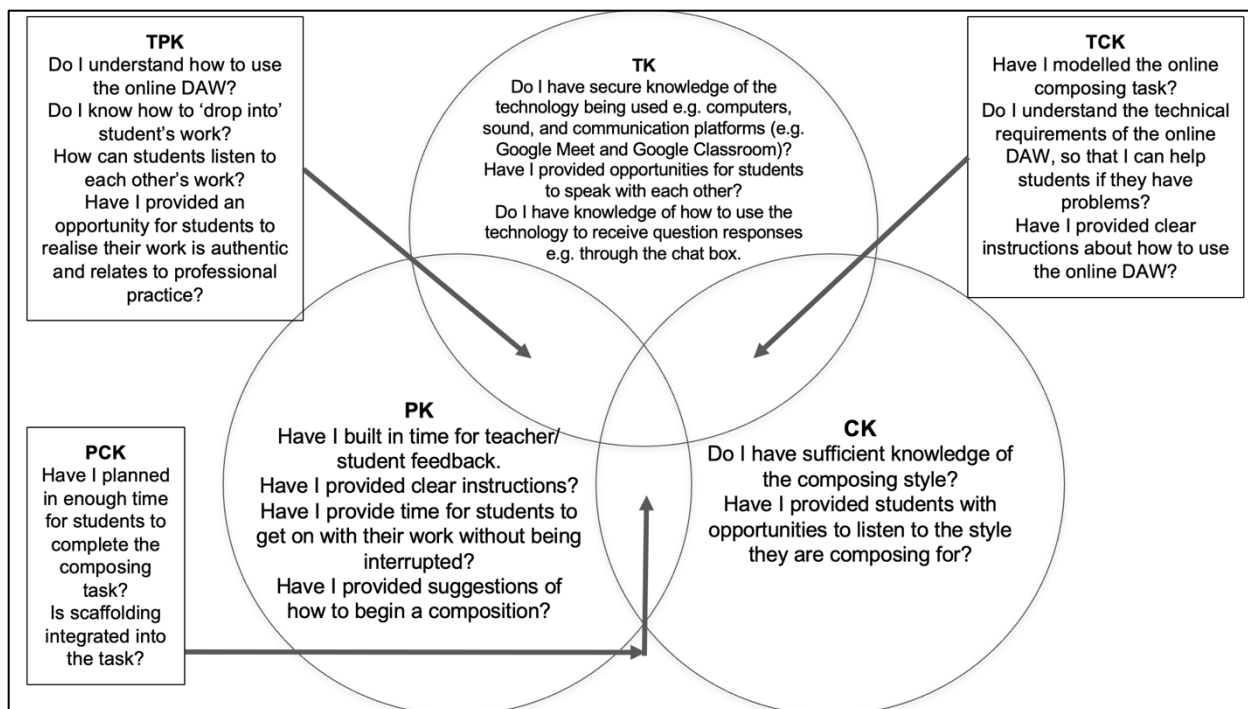 TPK
Do I understand how to use
the online DAW?
Do I know how to ‘drop into’
student’s work?
How can students listen to
each other’s work?
Have I provided an
opportunity for students to
realise their work is authentic
and relates to professional
practice?
TK
Do I have secure knowledge of the
technology being used e.g. computers,
sound, and communication platforms (e.g.
Google Meet and Google Classroom)?
Have I provided opportunities for students
to speak with each other?
Do I have knowledge of how to use the
technology to receive question responses
e.g. through the chat box.
TCK
Have I modelled the online
composing task?
Do I understand the technical
requirements of the online
DAW, so that I can help
students if they have
problems?
Have I provided clear
instructions about how to use
the online DAW?
PCK
Have I planned
in enough time
for students to
complete the
composing
task?
Is scaffolding
integrated into
the task?
PK
Have I built in time for teacher/
student feedback.
Have I provided clear instructions?
Have I provide time for students to
get on with their work without being
interrupted?
Have I provided suggestions of
how to begin a composition?
CK
Do I have sufficient knowledge of
the composing style?
Have I provided students with
opportunities to listen to the style
they are composing for?